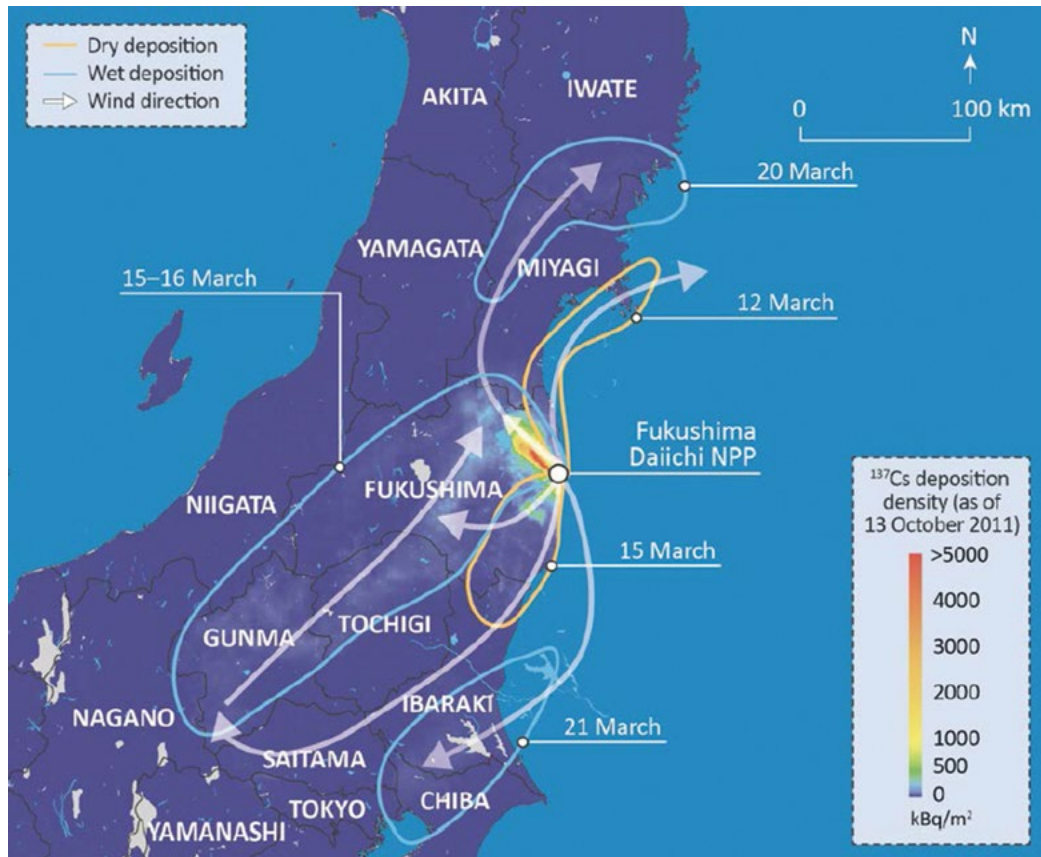 Dry deposition
Wet deposition
Wind direction
N
0 100 km
AKITA
IWATE
20 March
YAMAGATA
MIYAGI
15–16 March
12 March
Fukushima
Daiichi NPP
FUKUSHIMA
NIIGATA
15 March
GUNMA
TOCHIGI
NAGANO
IBARAKI
21 March
SAITAMA
CHIBA
TOKYO
YAMANASHI
¹³⁷Cs deposition
density (as of
13 October 2011)
>5000
4000
3000
2000
1000
500
0
kBq/m²